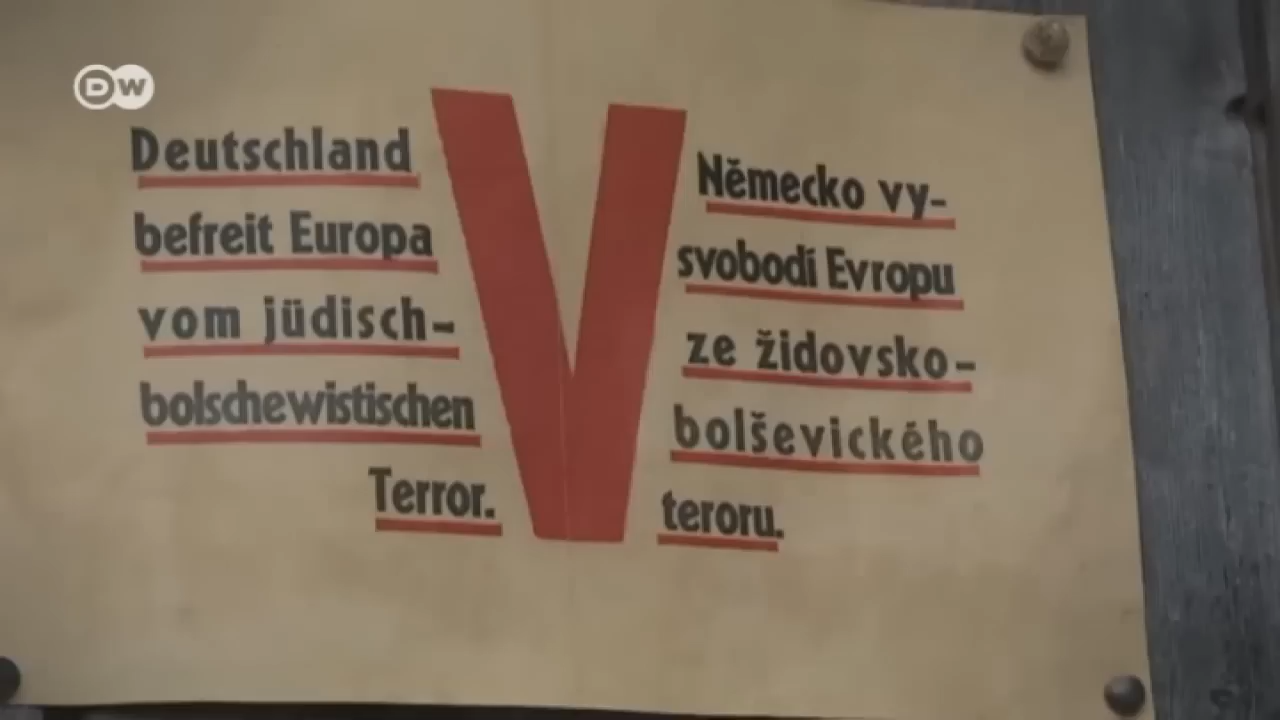 DW
Deutschland
befreit Europa
vom jüdisch-
bolschewistischen
Terror.
V
Německo vy-
svobodí Evropu
ze židovsko-
bolševického
teroru.